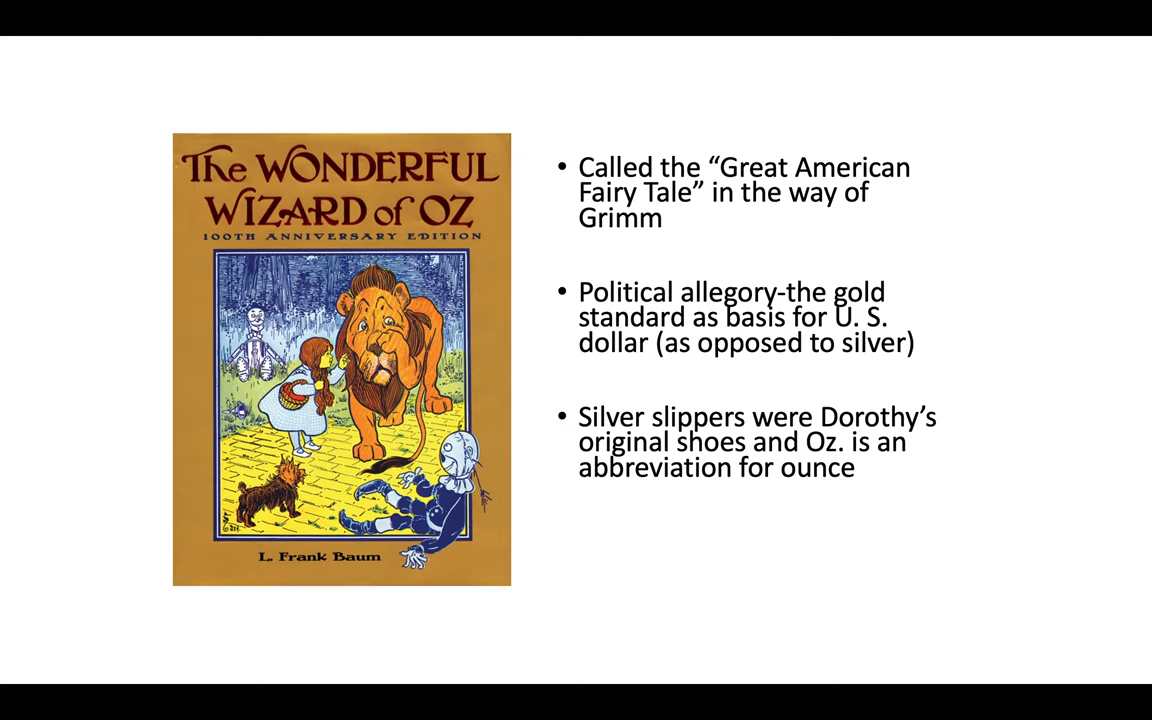 The WONDERFUL
WIZARD of OZ
100TH ANNIVERSARY EDITION
L. Frank Baum
• Called the “Great American
Fairy Tale” in the way of
Grimm
• Political allegory-the gold
standard as basis for U. S.
dollar (as opposed to silver)
• Silver slippers were Dorothy’s
original shoes and Oz. is an
abbreviation for ounce